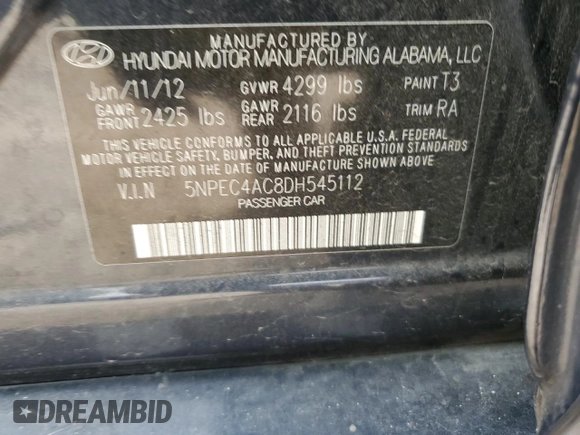 MANUFACTURED BY
HYUNDAI MOTOR MANUFACTURING ALABAMA, LLC
Jun/11/12 GVWR 4299 lbs PAINT T3
GAWR FRONT 2425 lbs GAWR REAR 2116 lbs TRIM RA
THIS VEHICLE CONFORMS TO ALL APPLICABLE U.S.A. FEDERAL
MOTOR VEHICLE SAFETY, BUMPER, AND THEFT PREVENTION STANDARDS
IN EFFECT ON THE DATE OF MANUFACTURE SHOWN ABOVE
V.I.N 5NPEC4AC8DH545112
PASSENGER CAR
DREAMBID